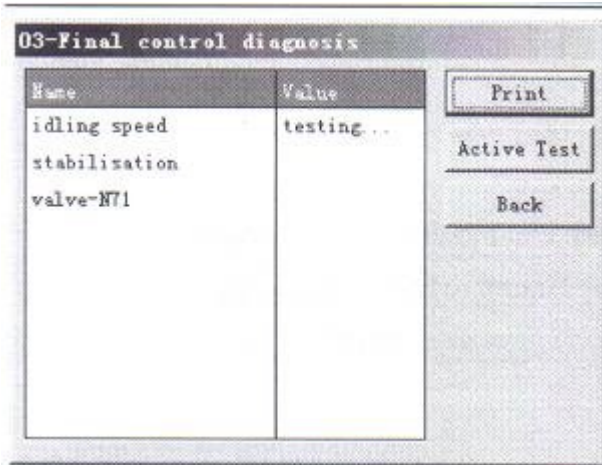 03-Final control diagnosis
Name Value Print
idling speed testing...
stabilisation Active Test
valve-N71 Back